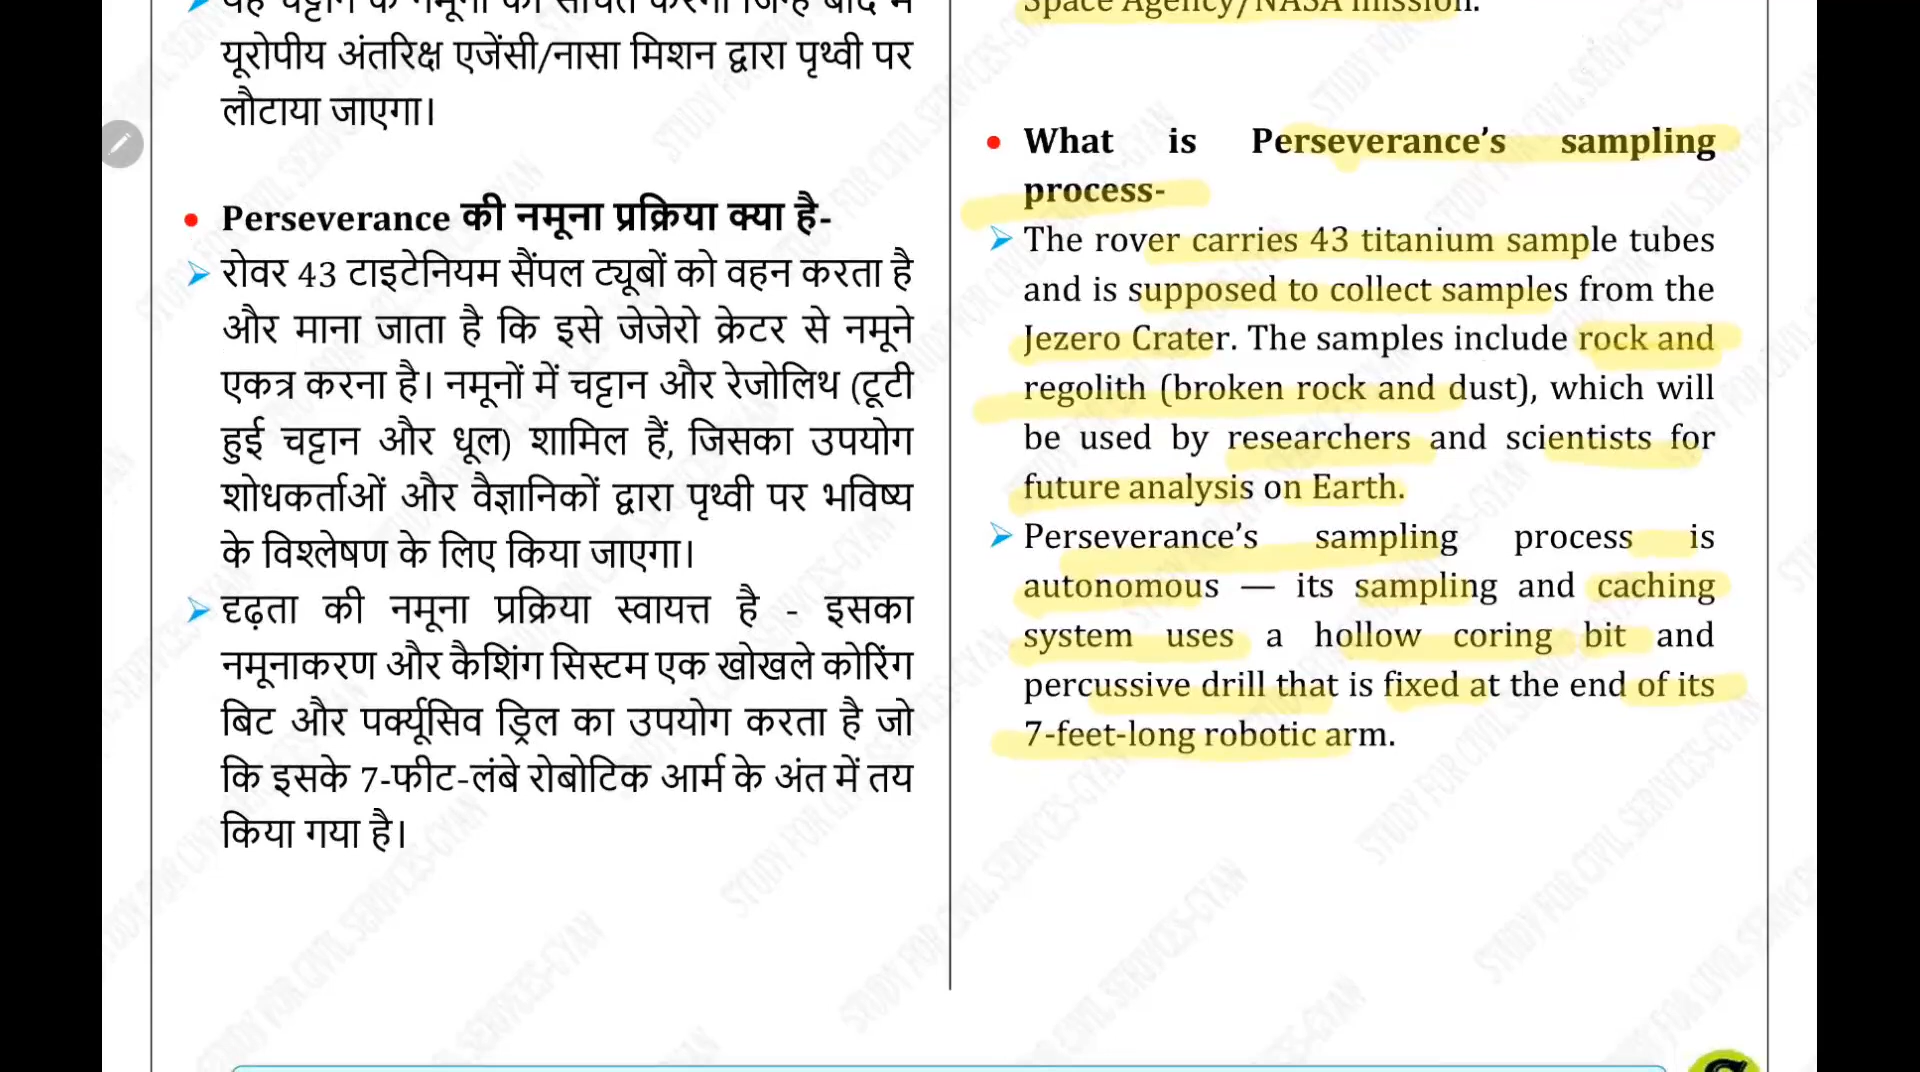 यूरोपीय अंतरिक्ष एजेंसी/नासा मिशन द्वारा पृथ्वी पर
लौटाया जाएगा।
• Perseverance की नमूना प्रक्रिया क्या है-
➢ रोवर 43 टाइटेनियम सैंपल ट्यूबों को वहन करता है
और माना जाता है कि इसे जेजेरो क्रेटर से नमूने
एकत्र करना है। नमूनों में चट्टान और रेजोलिथ (टूटी
हुई चट्टान और धूल) शामिल हैं, जिसका उपयोग
शोधकर्ताओं और वैज्ञानिकों द्वारा पृथ्वी पर भविष्य
के विश्लेषण के लिए किया जाएगा।
➢ दृढ़ता की नमूना प्रक्रिया स्वायत्त है - इसका
नमूनाकरण और कैशिंग सिस्टम एक खोखले कोरिंग
बिट और पर्क्यूसिव ड्रिल का उपयोग करता है जो
कि इसके 7-फीट-लंबे रोबोटिक आर्म के अंत में तय
किया गया है।
Space Agency/NASA mission.
• What is Perseverance’s sampling
process-
➢ The rover carries 43 titanium sample tubes
and is supposed to collect samples from the
Jezero Crater. The samples include rock and
regolith (broken rock and dust), which will
be used by researchers and scientists for
future analysis on Earth.
➢ Perseverance’s sampling process is
autonomous — its sampling and caching
system uses a hollow coring bit and
percussive drill that is fixed at the end of its
7-feet-long robotic arm.